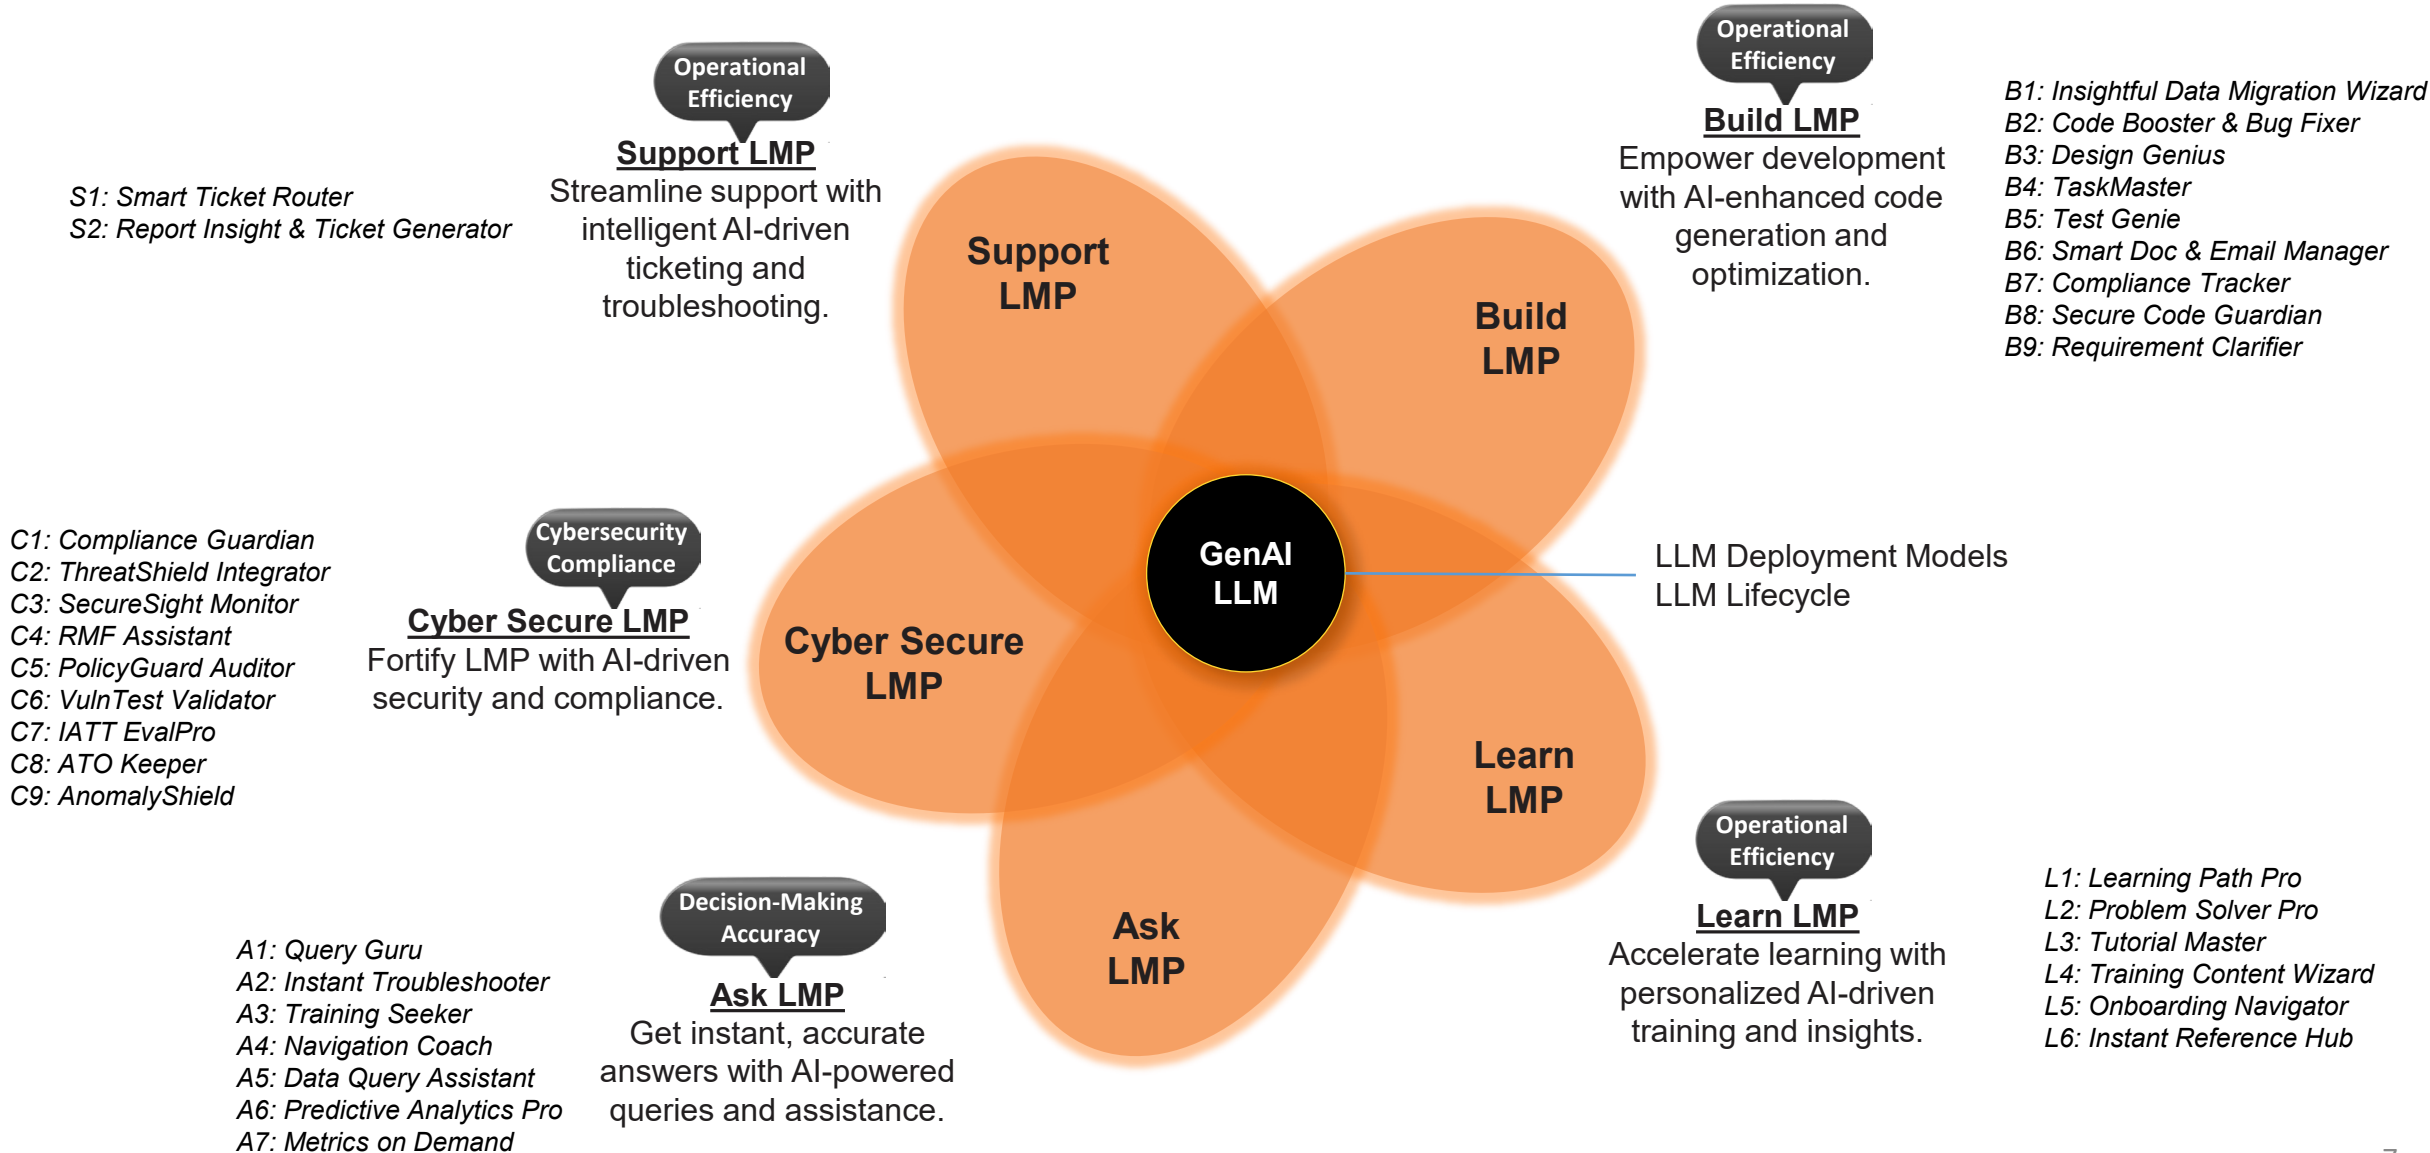 Operational
Efficiency
Support LMP
Streamline support with
intelligent AI-driven
ticketing and
troubleshooting.
S1: Smart Ticket Router
S2: Report Insight & Ticket Generator
Operational
Efficiency
Build LMP
Empower development
with AI-enhanced code
generation and
optimization.
B1: Insightful Data Migration Wizard
B2: Code Booster & Bug Fixer
B3: Design Genius
B4: TaskMaster
B5: Test Genie
B6: Smart Doc & Email Manager
B7: Compliance Tracker
B8: Secure Code Guardian
B9: Requirement Clarifier
Support
LMP
Build
LMP
GenAI
LLM
LLM Deployment Models
LLM Lifecycle
C1: Compliance Guardian
C2: ThreatShield Integrator
C3: SecureSight Monitor
C4: RMF Assistant
C5: PolicyGuard Auditor
C6: VulnTest Validator
C7: IATT EvalPro
C8: ATO Keeper
C9: AnomalyShield
Cybersecurity
Compliance
Cyber Secure LMP
Fortify LMP with AI-driven
security and compliance.
Cyber Secure
LMP
Learn
LMP
Ask
LMP
Decision-Making
Accuracy
Ask LMP
Get instant, accurate
answers with AI-powered
queries and assistance.
A1: Query Guru
A2: Instant Troubleshooter
A3: Training Seeker
A4: Navigation Coach
A5: Data Query Assistant
A6: Predictive Analytics Pro
A7: Metrics on Demand
Operational
Efficiency
Learn LMP
Accelerate learning with
personalized AI-driven
training and insights.
L1: Learning Path Pro
L2: Problem Solver Pro
L3: Tutorial Master
L4: Training Content Wizard
L5: Onboarding Navigator
L6: Instant Reference Hub